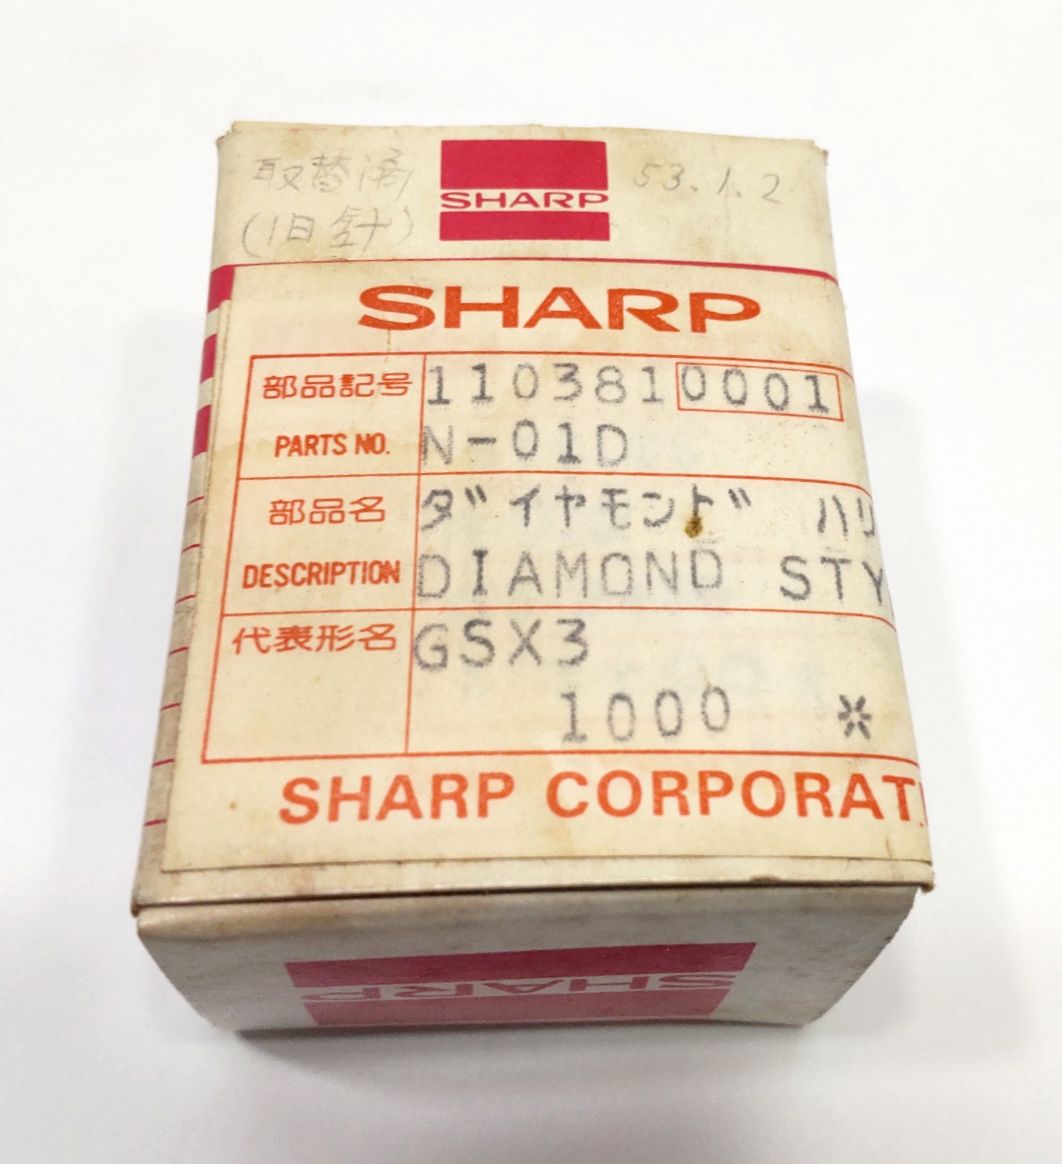 取替済
(旧針)
SHARP
53.1.2
SHARP
部品記号 11038100001
PARTS NO. N-01D
部品名 ダイヤモンド ハリ
DESCRIPTION DIAMOND STY
代表形名 GSX3
1000 *
SHARP CORPORAT
SHARP